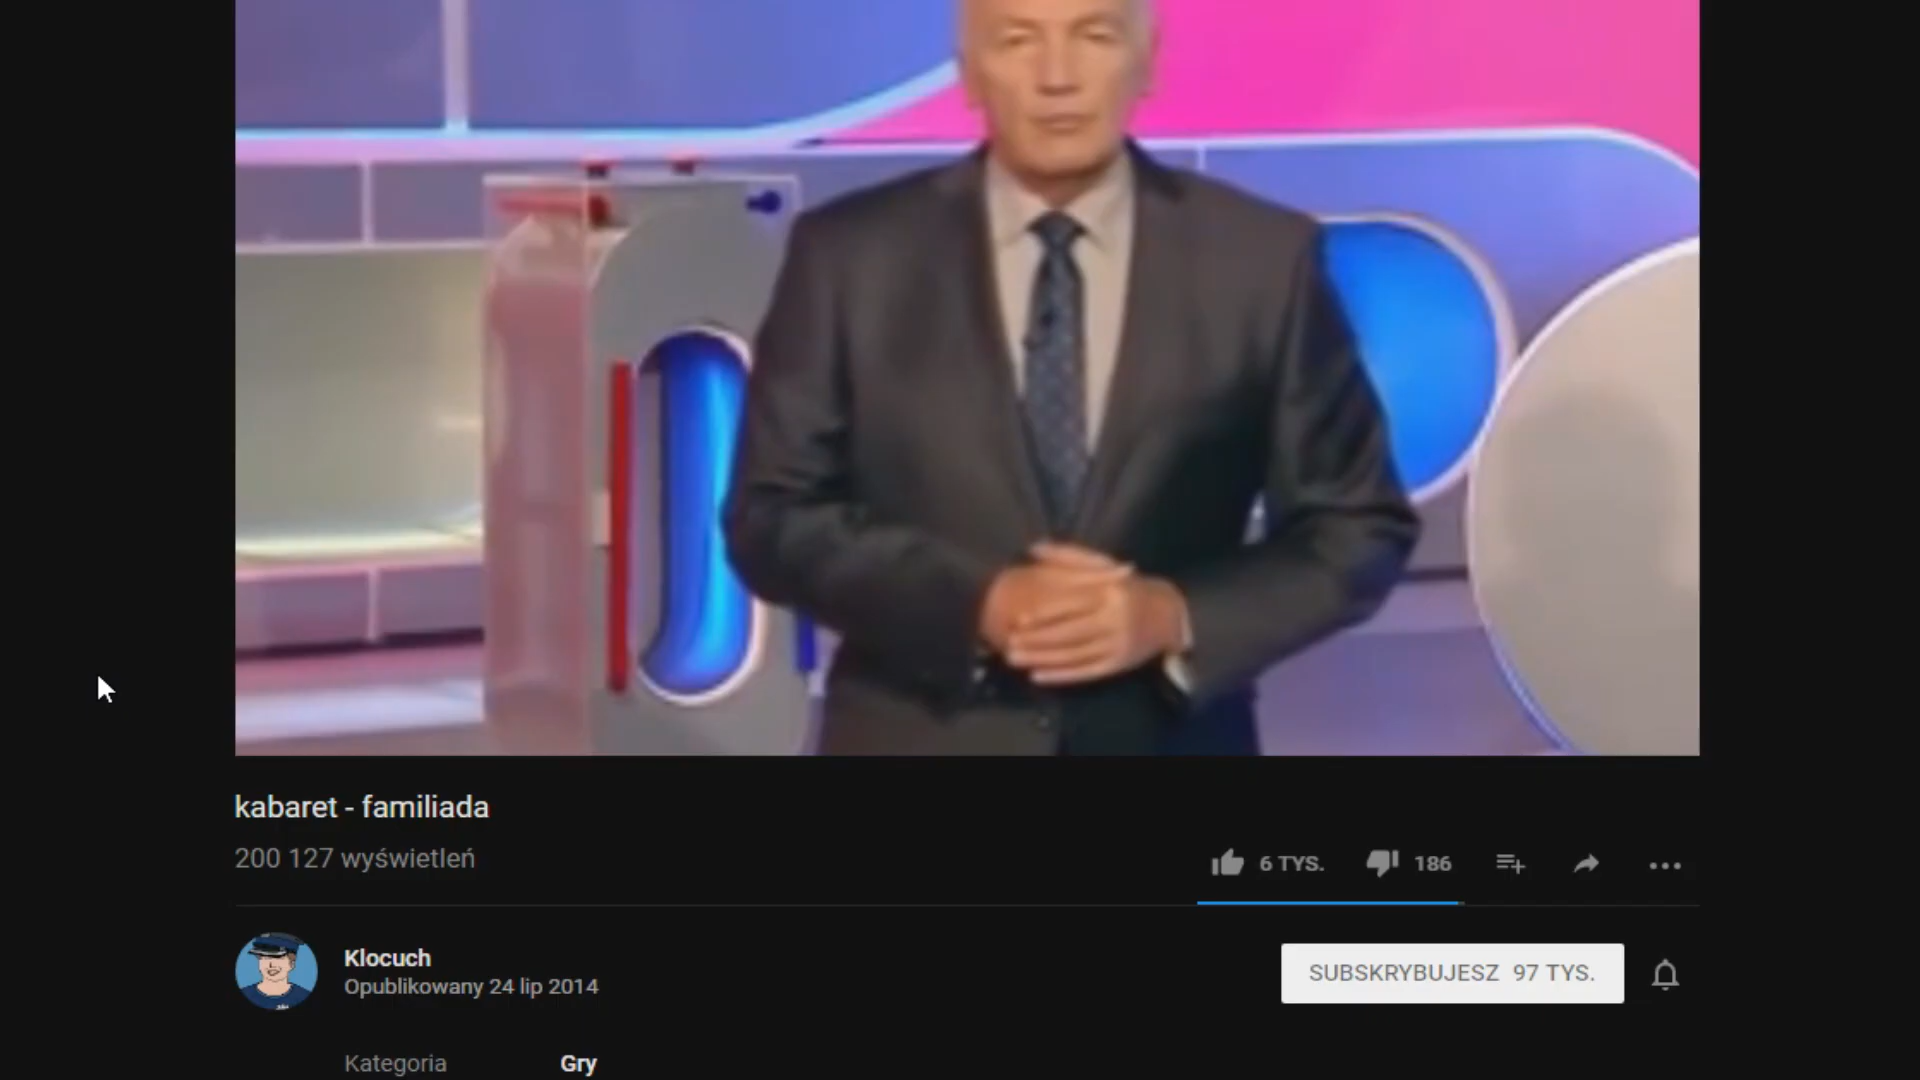 kabaret - familiada
200 127 wyświetleń
6 TYS. 186
Klocuch
Opublikowany 24 lip 2014
SUBSKRYBUJESZ 97 TYS.
Kategoria Gry